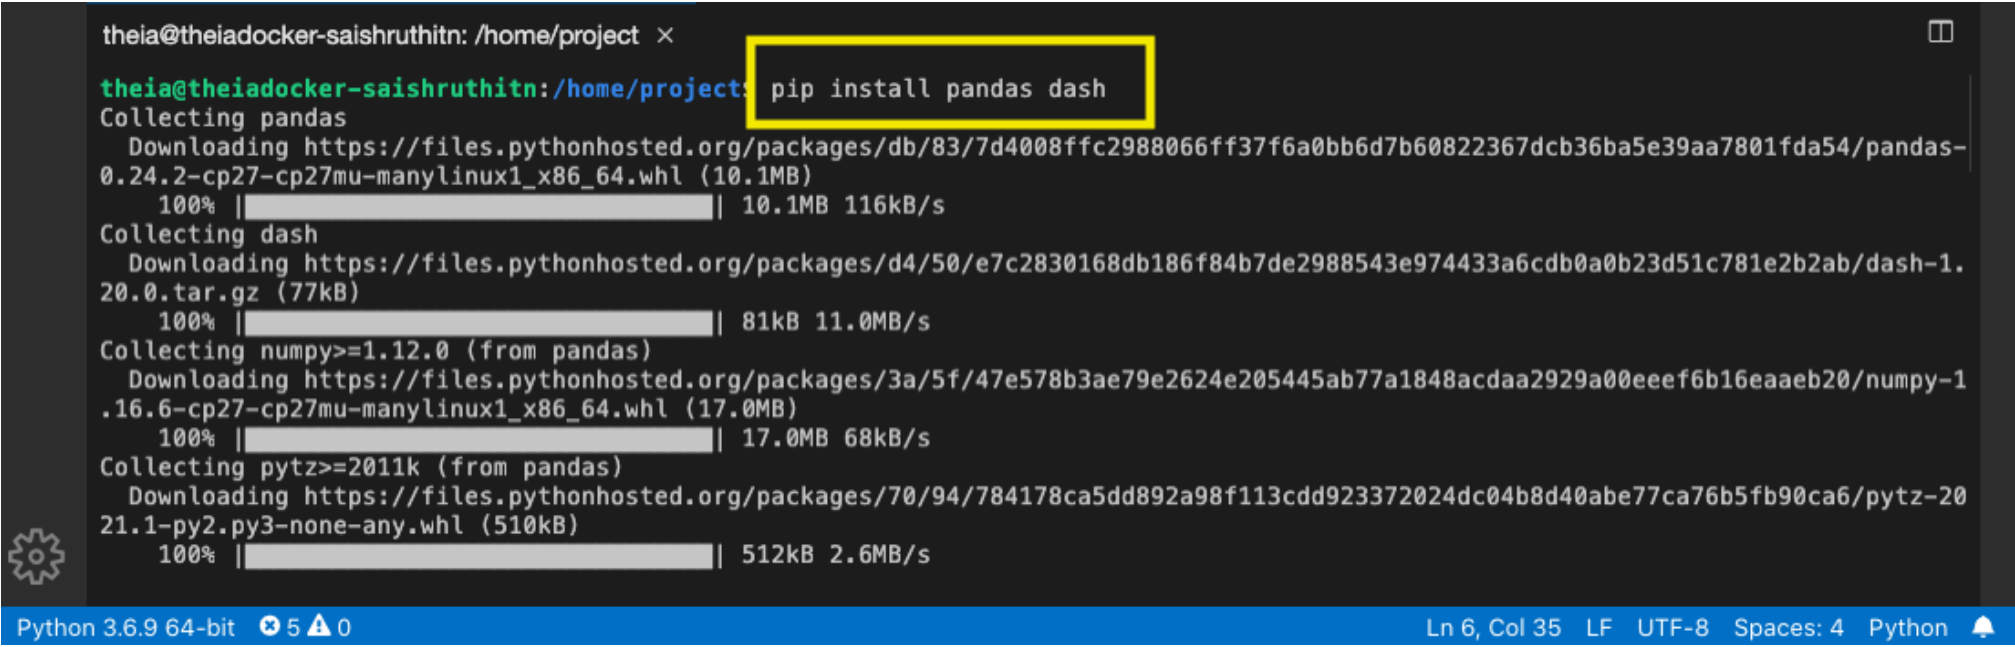 theia@theiadocker-saishruthitn: /home/project ×
theia@theiadocker-saishruthitn:/home/project$ pip install pandas dash
Collecting pandas
  Downloading https://files.pythonhosted.org/packages/db/83/7d4008ffc2988066ff37f6a0bb6d7b60822367dcb36ba5e39aa7801fda54/pandas-
0.24.2-cp27-cp27mu-manylinux1_x86_64.whl (10.1MB)
    100% |████████████████████████████████| 10.1MB 116kB/s
Collecting dash
  Downloading https://files.pythonhosted.org/packages/d4/50/e7c2830168db186f84b7de2988543e974433a6cdb0a0b23d51c781e2b2ab/dash-1.
20.0.tar.gz (77kB)
    100% |████████████████████████████████| 81kB 11.0MB/s
Collecting numpy>=1.12.0 (from pandas)
  Downloading https://files.pythonhosted.org/packages/3a/5f/47e578b3ae79e2624e205445ab77a1848acdaa2929a00eeef6b16eaaeb20/numpy-1
.16.6-cp27-cp27mu-manylinux1_x86_64.whl (17.0MB)
    100% |████████████████████████████████| 17.0MB 68kB/s
Collecting pytz>=2011k (from pandas)
  Downloading https://files.pythonhosted.org/packages/70/94/784178ca5dd892a98f113cdd923372024dc04b8d40abe77ca76b5fb90ca6/pytz-20
21.1-py2.py3-none-any.whl (510kB)
    100% |████████████████████████████████| 512kB 2.6MB/s
Python 3.6.9 64-bit 5 0 Ln 6, Col 35 LF UTF-8 Spaces: 4 Python